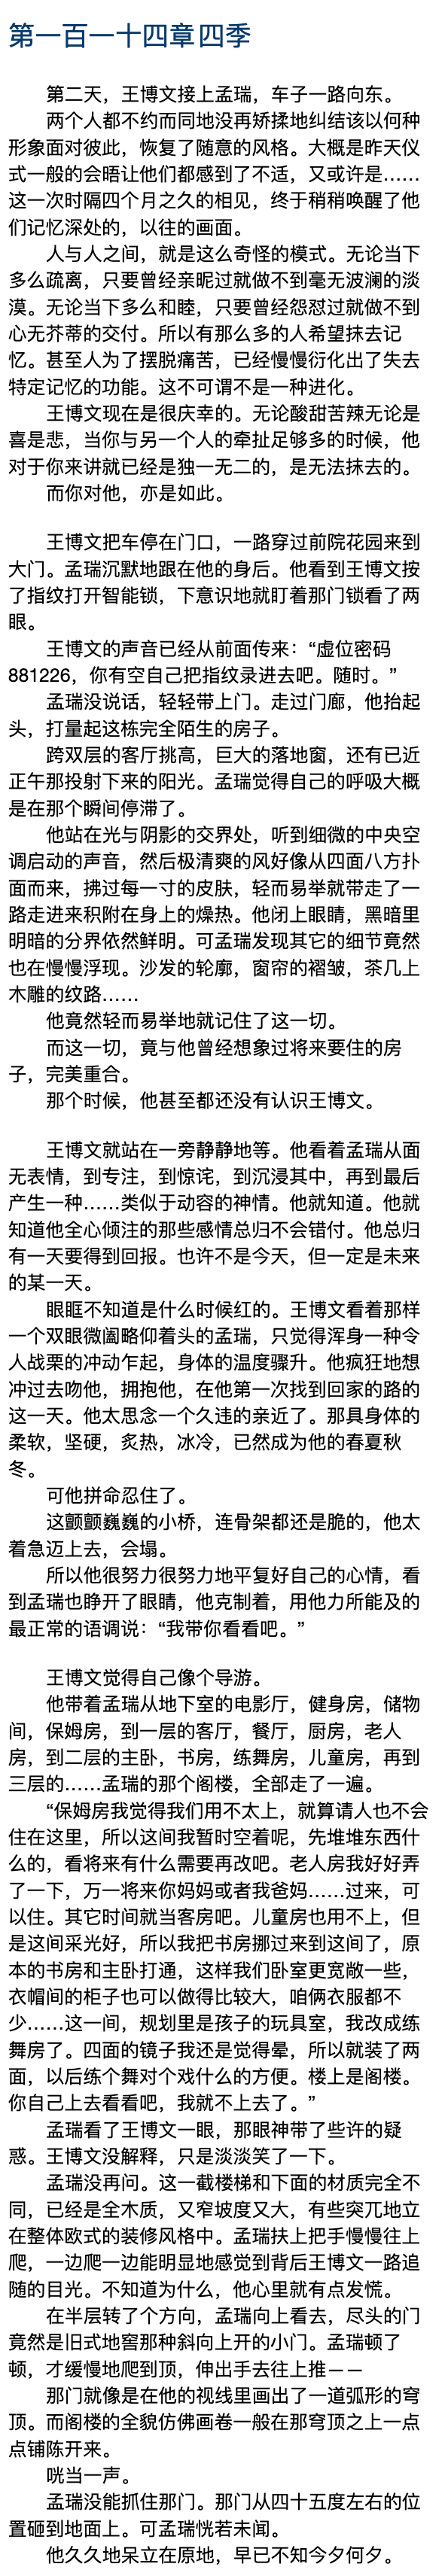 第一百一十四章 四季
第二天，王博文接上孟瑞，车子一路向东。
两个人都不约而同地没再矫揉地纠结该以何种
形象面对彼此，恢复了随意的风格。大概是昨天仪
式一般的会晤让他们都感到了不适，又或许是……
这一次时隔四个月之久的相见，终于稍稍唤醒了他
们记忆深处的，以往的画面。
人与人之间，就是这么奇怪的模式。无论当下
多么疏离，只要曾经亲昵过就做不到毫无波澜的淡
漠。无论当下多么和睦，只要曾经怨怼过就做不到
心无芥蒂的交付。所以有那么多的人希望抹去记
忆。甚至人为了摆脱痛苦，已经慢慢衍化出了失去
特定记忆的功能。这不可谓不是一种进化。
王博文现在是很庆幸的。无论酸甜苦辣无论是
喜是悲，当你与另一个人的牵扯足够多的时候，他
对于你来讲就已经是独一无二的，是无法抹去的。
而你对他，亦是如此。
王博文把车停在门口，一路穿过前院花园来到
大门。孟瑞沉默地跟在他的身后。他看到王博文按
了指纹打开智能锁，下意识地就盯着那门锁看了两
眼。
王博文的声音已经从前面传来：“虚位密码
881226，你有空自己把指纹录进去吧。随时。”
孟瑞没说话，轻轻带上门。走过门廊，他抬起
头，打量起这栋完全陌生的房子。
跨双层的客厅挑高，巨大的落地窗，还有已近
正午那投射下来的阳光。孟瑞觉得自己的呼吸大概
是在那个瞬间停滞了。
他站在光与阴影的交界处，听到细微的中央空
调启动的声音，然后极清爽的风好像从四面八方扑
面而来，拂过每一寸的皮肤，轻而易举就带走了一
路走进来积附在身上的燥热。他闭上眼睛，黑暗里
明暗的分界依然鲜明。可孟瑞发现其它的细节竟然
也在慢慢浮现。沙发的轮廓，窗帘的褶皱，茶几上
木雕的纹路……
他竟然轻而易举地就记住了这一切。
而这一切，竟与他曾经想象过将来要住的房
子，完美重合。
那个时候，他甚至都还没有认识王博文。
王博文就站在一旁静静地等。他看着孟瑞从面
无表情，到专注，到惊诧，到沉浸其中，再到最后
产生一种……类似于动容的神情。他就知道。他就
知道他全心倾注的那些感情总归不会错付。他总归
有一天要得到回报。也许不是今天，但一定是未来
的某一天。
眼眶不知道是什么时候红的。王博文看着那样
一个双眼微阖略仰着头的孟瑞，只觉得浑身一种令
人战栗的冲动乍起，身体的温度骤升。他疯狂地想
冲过去吻他，拥抱他，在他第一次找到回家的路的
这一天。他太思念一个久违的亲近了。那具身体的
柔软，坚硬，炙热，冰冷，已然成为他的春夏秋
冬。
可他拼命忍住了。
这颤颤巍巍的小桥，连骨架都还是脆的，他太
着急迈上去，会塌。
所以他很努力很努力地平复好自己的心情，看
到孟瑞也睁开了眼睛，他克制着，用他力所能及的
最正常的语调说：“我带你看看吧。”
王博文觉得自己像个导游。
他带着孟瑞从地下室的电影厅，健身房，储物
间，保姆房，到一层的客厅，餐厅，厨房，老人
房，到二层的主卧，书房，练舞房，儿童房，再到
三层的……孟瑞的那个阁楼，全部走了一遍。
“保姆房我觉得我们用不太上，就算请人也不会
住在这里，所以这间我暂时空着呢，先堆堆东西什
么的，看将来有什么需要再改吧。老人房我好好弄
了一下，万一将来你妈妈或者我爸妈……过来，可
以住。其它时间就当客房吧。儿童房也用不上，但
是这间采光好，所以我把书房挪过来到这间了，原
本的书房和主卧打通，这样我们卧室更宽敞一些，
衣帽间的柜子也可以做得比较大，咱俩衣服都不
少……这一间，规划里是孩子的玩具室，我改成练
舞房了。四面的镜子我还是觉得晕，所以就装了两
面，以后练个舞对个戏什么的方便。楼上是阁楼。
你自己上去看看吧，我就不上去了。”
孟瑞看了王博文一眼，那眼神带了些许的疑
惑。王博文没解释，只是淡淡笑了一下。
孟瑞没再问。这一截楼梯和下面的材质完全不
同，已经是全木质，又窄坡度又大，有些突兀地立
在整体欧式的装修风格中。孟瑞扶上把手慢慢往上
爬，一边爬一边能明显地感觉到背后王博文一路追
随的目光。不知道为什么，他心里就有点发慌。
在半层转了个方向，孟瑞向上看去，尽头的门
竟然是旧式地窖那种斜向上开的小门。孟瑞顿了
顿，才缓慢地爬到顶，伸出手去往上推——
那门就像是在他的视线里画出了一道弧形的穹
顶。而阁楼的全貌仿佛画卷一般在那穹顶之上一点
点铺陈开来。
咣当一声。
孟瑞没能抓住那门。那门从四十五度左右的位
置砸到地面上。可孟瑞恍若未闻。
他久久地呆立在原地，早已不知今夕何夕。